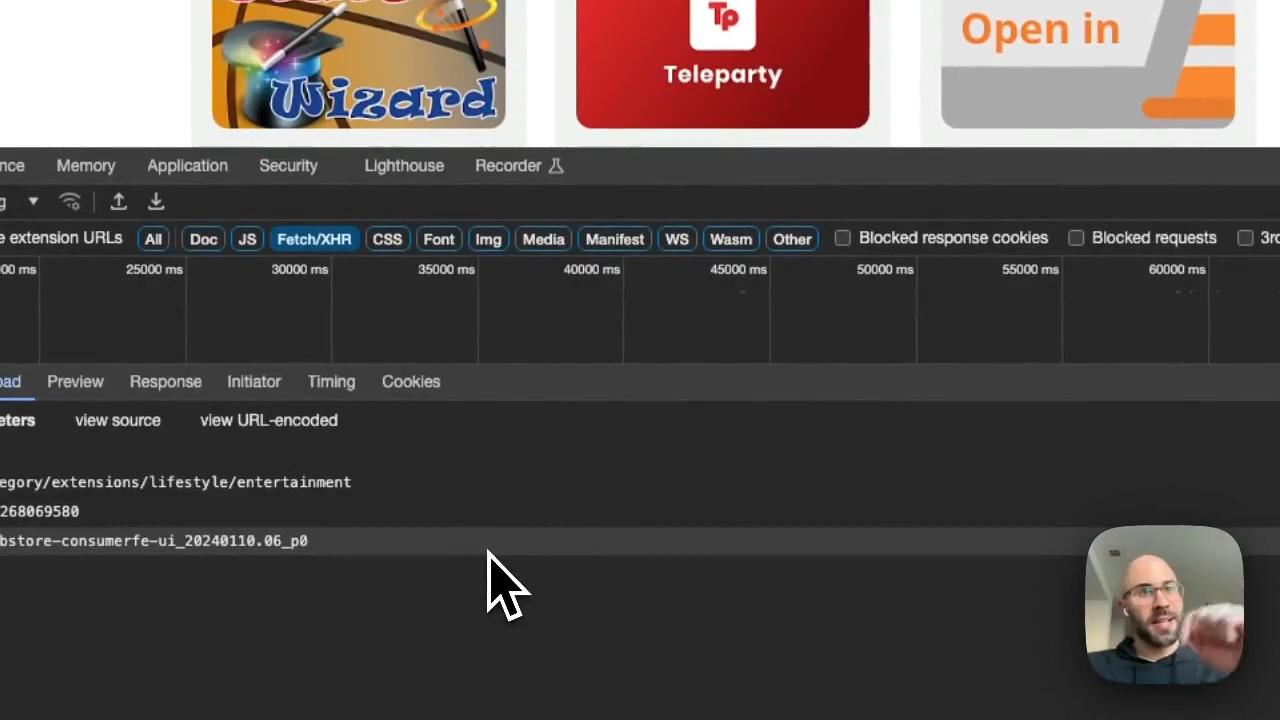 Wizard
Tp
Teleparty
Open in
nce Memory Application Security Lighthouse Recorder
g
e extension URLs All Doc JS Fetch/XHR CSS Font Img Media Manifest WS Wasm Other Blocked response cookies Blocked requests 3rd
00 ms 25000 ms 30000 ms 35000 ms 40000 ms 45000 ms 50000 ms 55000 ms 60000 ms
oad Preview Response Initiator Timing Cookies
eters view source view URL-encoded
egory/extensions/lifestyle/entertainment
268069580
bstore-consumerfe-ui_20240110.06_p0